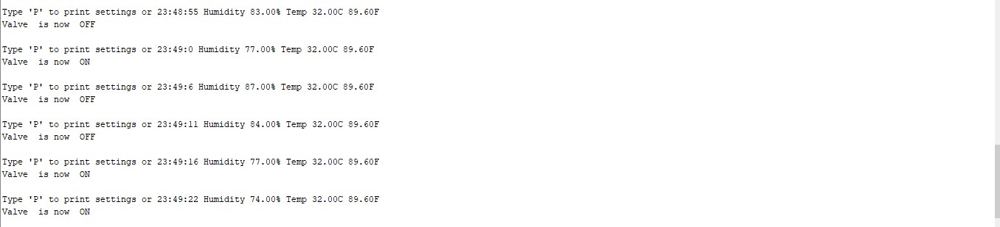 Type 'P' to print settings or 23:48:55 Humidity 83.00% Temp 32.00C 89.60F
Valve  is now  OFF
Type 'P' to print settings or 23:49:0 Humidity 77.00% Temp 32.00C 89.60F
Valve  is now  ON
Type 'P' to print settings or 23:49:6 Humidity 87.00% Temp 32.00C 89.60F
Valve  is now  OFF
Type 'P' to print settings or 23:49:11 Humidity 84.00% Temp 32.00C 89.60F
Valve  is now  OFF
Type 'P' to print settings or 23:49:16 Humidity 77.00% Temp 32.00C 89.60F
Valve  is now  ON
Type 'P' to print settings or 23:49:22 Humidity 74.00% Temp 32.00C 89.60F
Valve  is now  ON